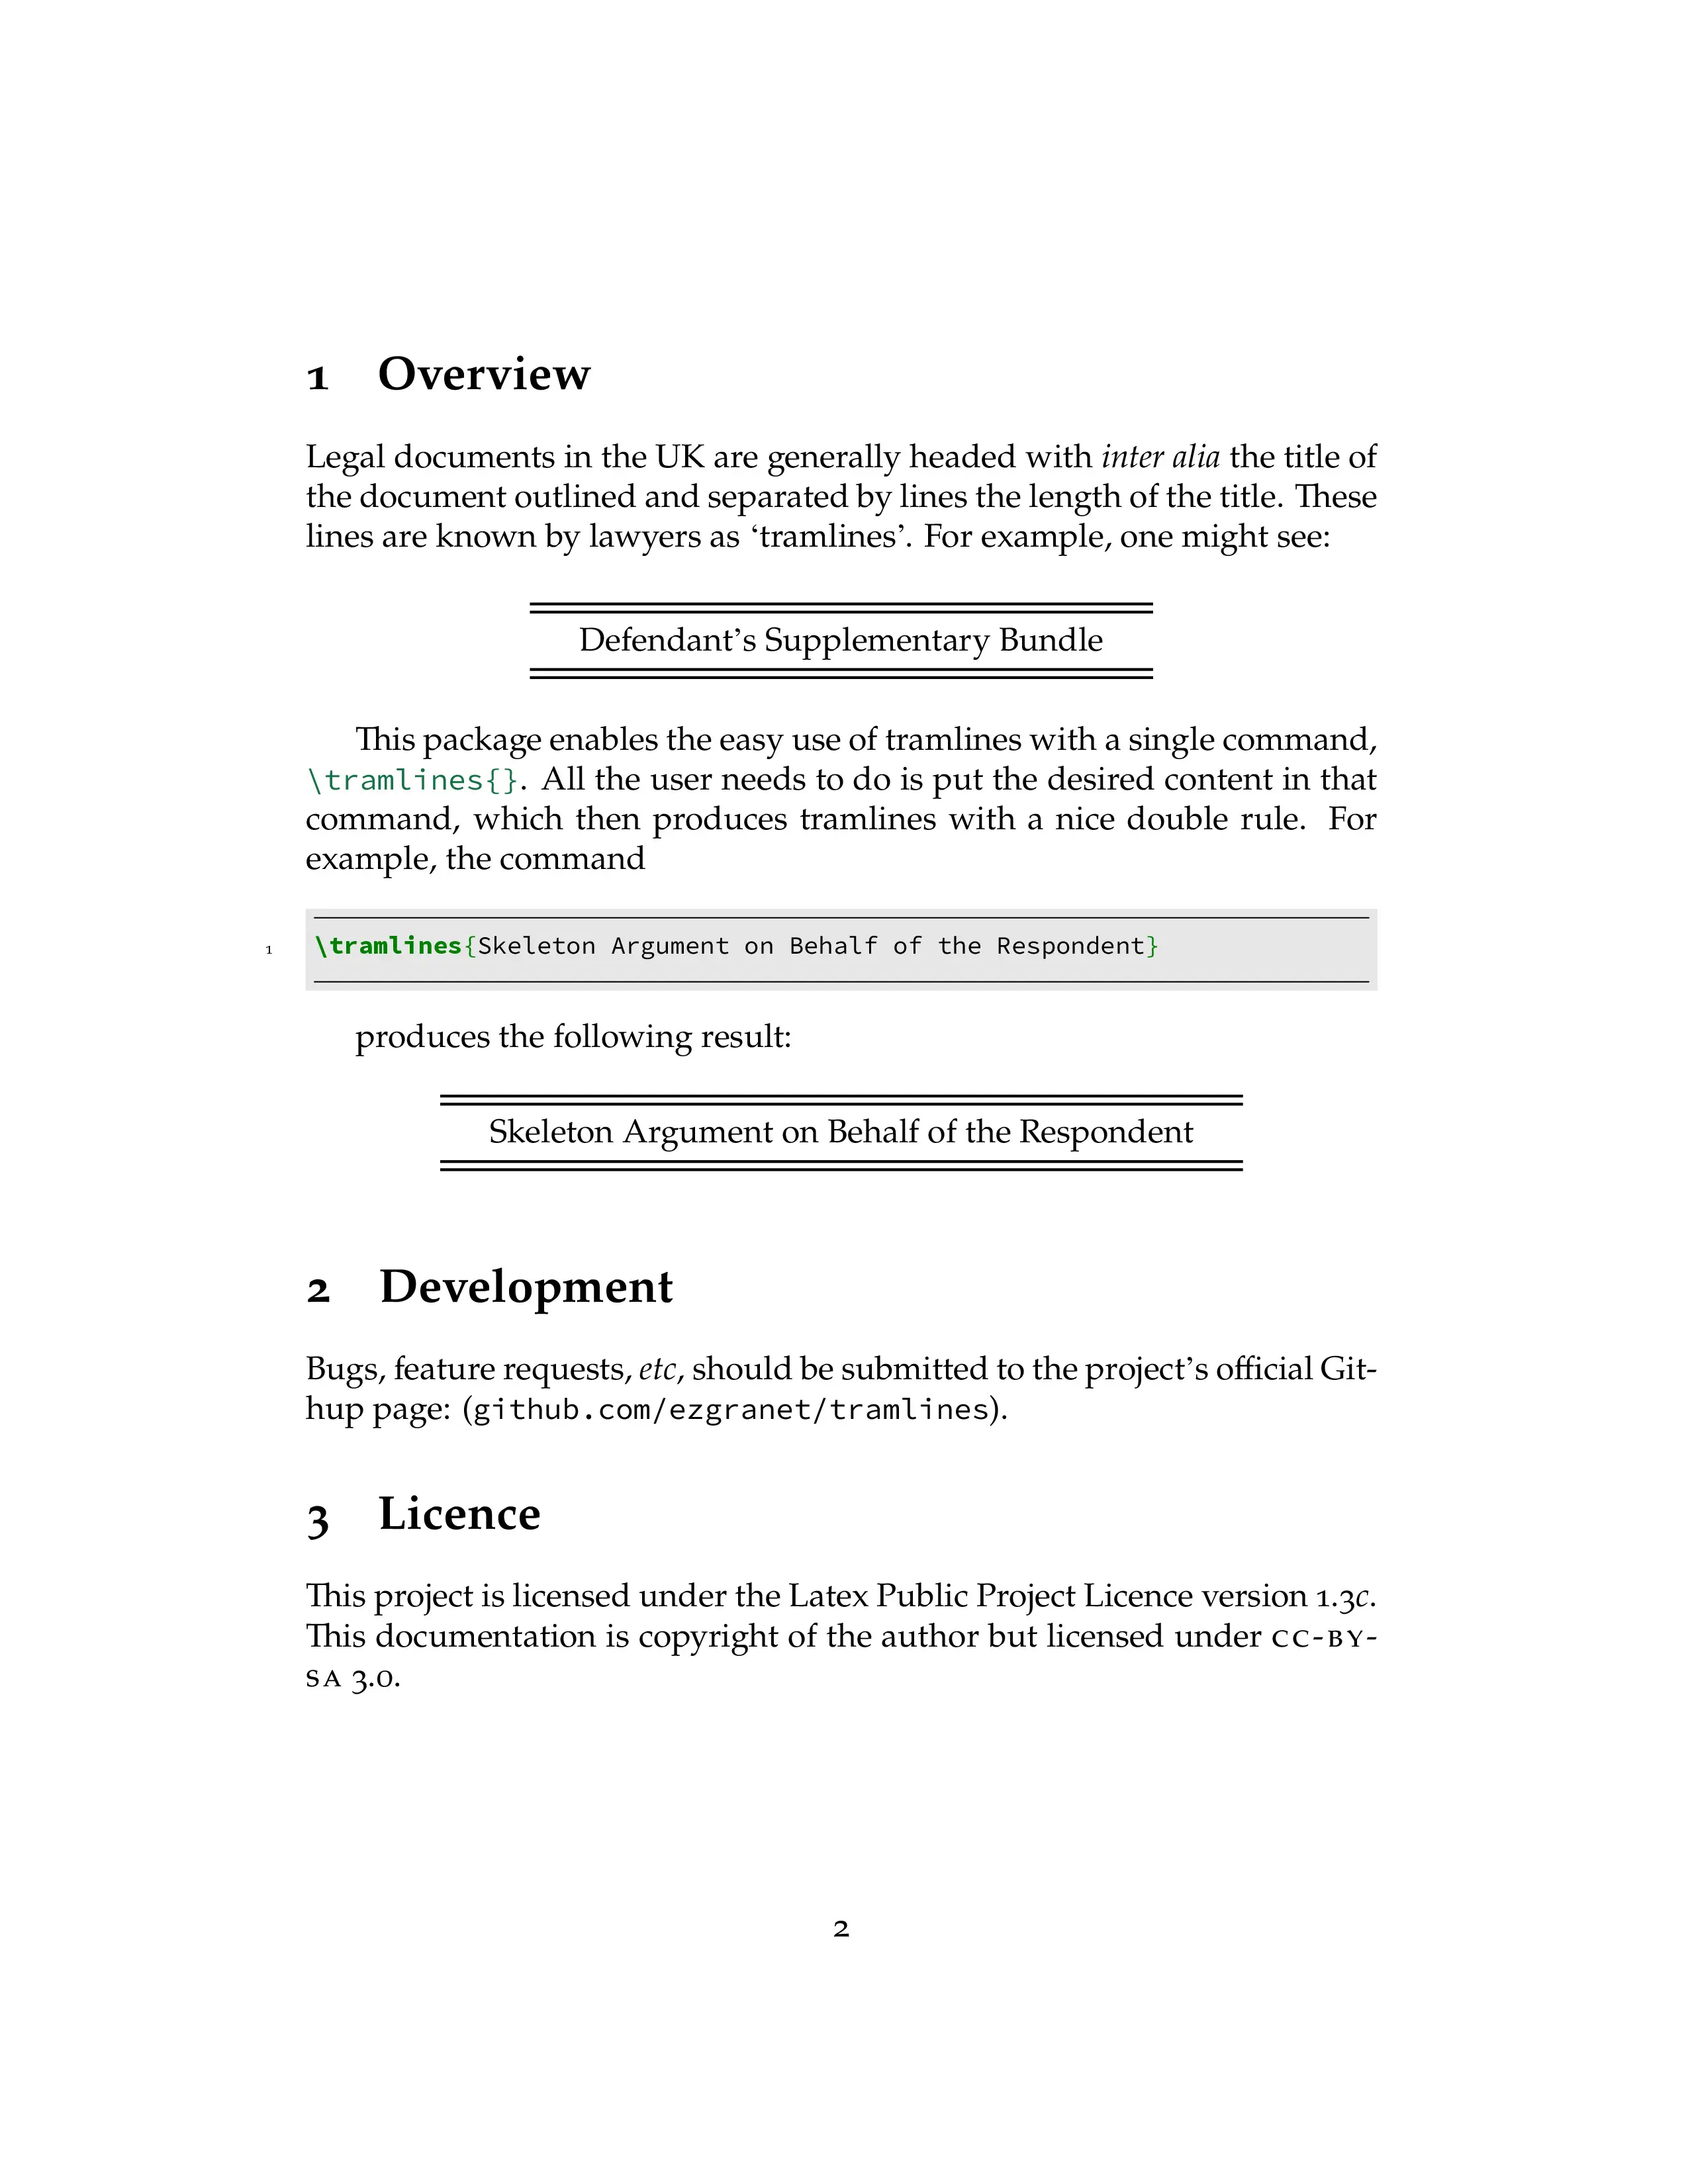 1 Overview
Legal documents in the UK are generally headed with inter alia the title of
the document outlined and separated by lines the length of the title. These
lines are known by lawyers as ‘tramlines’. For example, one might see:
Defendant’s Supplementary Bundle
This package enables the easy use of tramlines with a single command,
\tramlines{}. All the user needs to do is put the desired content in that
command, which then produces tramlines with a nice double rule. For
example, the command
1 \tramlines{Skeleton Argument on Behalf of the Respondent}
produces the following result:
Skeleton Argument on Behalf of the Respondent
2 Development
Bugs, feature requests, etc, should be submitted to the project’s official Git-
hup page: (github.com/ezgranet/tramlines).
3 Licence
This project is licensed under the Latex Public Project Licence version 1.3c.
This documentation is copyright of the author but licensed under CC-BY-
SA 3.0.
2